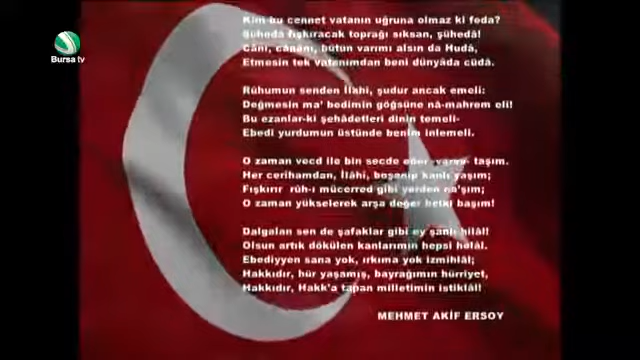 Bursa tv
Kim bu cennet vatanın uğruna olmaz ki feda?
Şühedâ fışkıracak toprağı sıksan, şühedâ!
Cânı, cânânı, bütün varımı alsın da Hudâ,
Etmesin tek vatanımdan beni dünyâda cüdâ.
Rûhumun senden İlâhi, şudur ancak emeli:
Değmesin ma' bedimin göğsüne nâ-mahrem eli!
Bu ezanlar-ki şehâdetleri dinin temeli-
Ebedi yurdumun üstünde benim inlemeli.
O zaman vecd ile bin secde eder -varsa- taşım.
Her cerihamdan, İlâhi, boşanıp kanlı yaşım;
Fışkırır rûh-ı mücerred gibi yerden na'şım;
O zaman yükselerek arşa değer belki başım!
Dalgalan sen de şafaklar gibi ey şanlı hilâl!
Olsun artık dökülen kanlarımın hepsi helâl.
Ebediyyen sana yok, ırkıma yok izmihlâl;
Hakkıdır, hür yaşamış, bayrağımın hürriyet,
Hakkıdır, Hakk'a tapan milletimin istiklâl!
MEHMET AKİF ERSOY